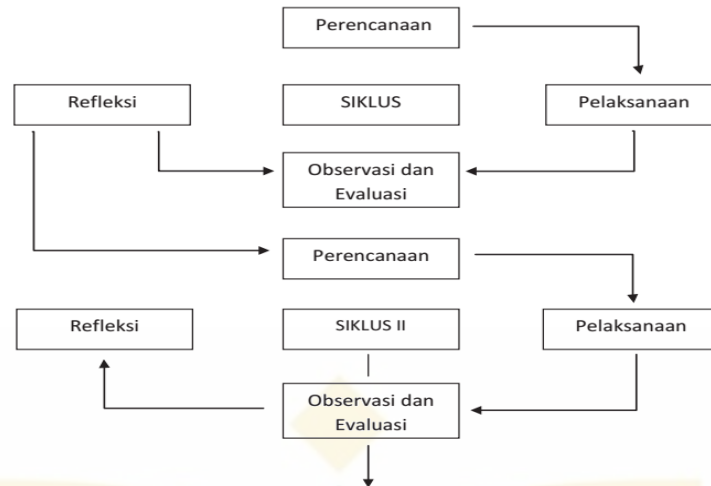 Perencanaan
Refleksi
SIKLUS
Pelaksanaan
Observasi dan
Evaluasi
Perencanaan
Refleksi
SIKLUS II
Pelaksanaan
Observasi dan
Evaluasi